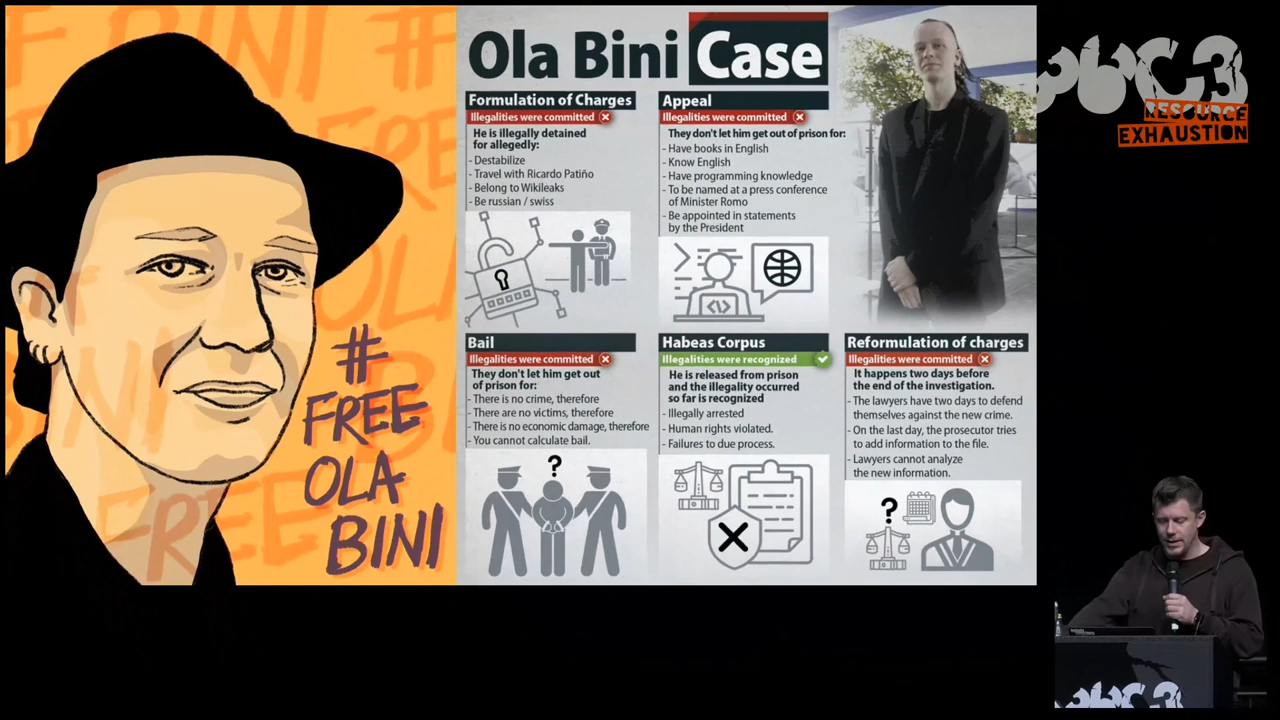 #
FREE
OLA
BINI
Ola Bini Case
Formulation of Charges
Illegalities were committed
He is illegally detained
for allegedly:
- Destabilize
- Travel with Ricardo Patiño
- Belong to Wikileaks
- Be russian / swiss
Appeal
Illegalities were committed
They don't let him get out of prison for:
- Have books in English
- Know English
- Have programming knowledge
- To be named at a press conference
of Minister Romo
- Be appointed in statements
by the President
Bail
Illegalities were committed
They don't let him get out
of prison for:
- There is no crime, therefore
- There are no victims, therefore
- There is no economic damage, therefore
- You cannot calculate bail.
?
Habeas Corpus
Illegalities were recognized
He is released from prison
and the illegality occurred
so far is recognized
- Illegally arrested
- Human rights violated.
- Failures to due process.
Reformulation of charges
Illegalities were committed
It happens two days before
the end of the investigation.
- The lawyers have two days to defend
themselves against the new crime.
- On the last day, the prosecutor tries
to add information to the file.
- Lawyers cannot analyze
the new information.
?
RESOURCE
EXHAUSTION